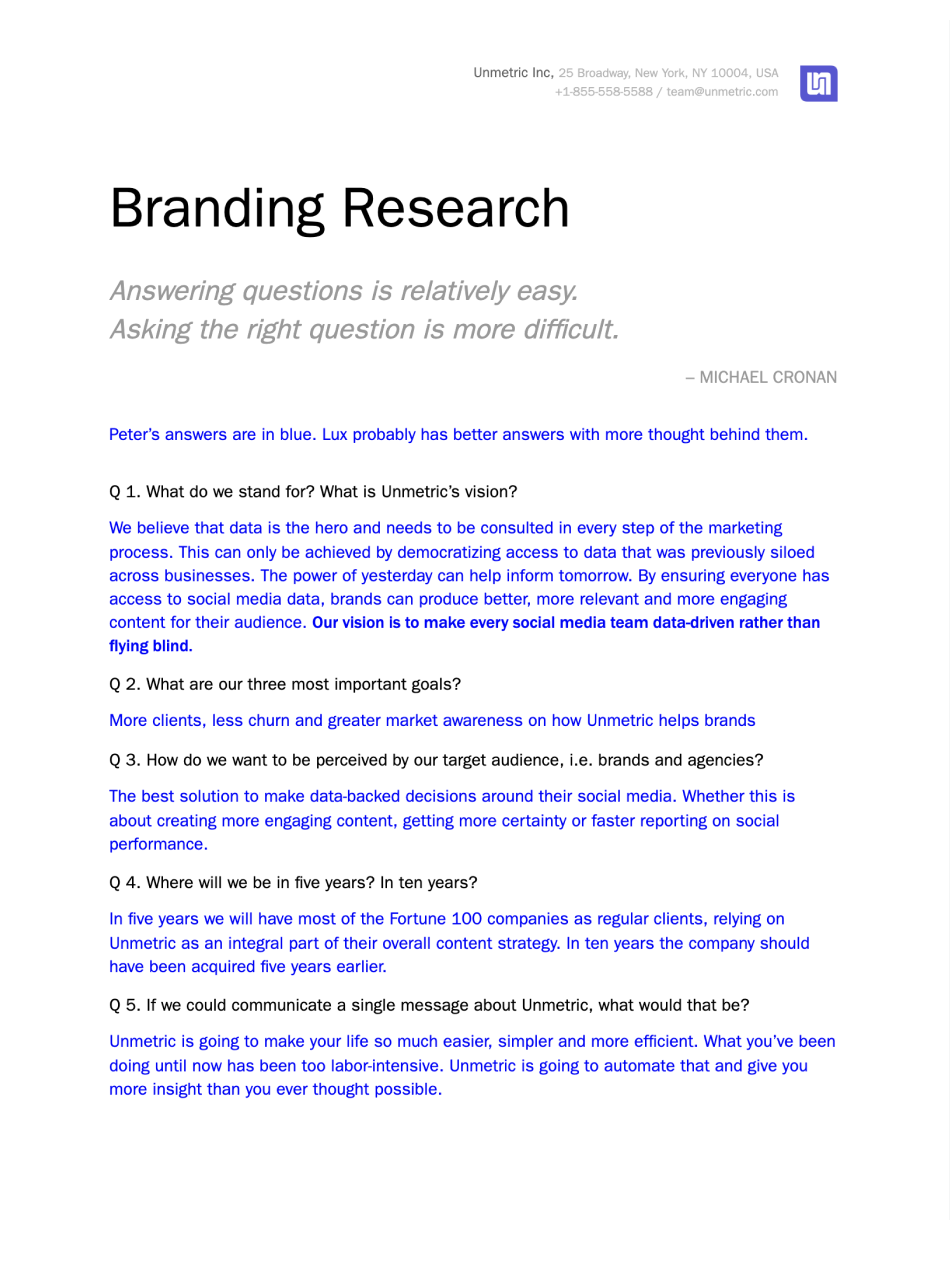 Unmetric Inc, 25 Broadway, New York, NY 10004, USA
+1-855-558-5588 / team@unmetric.com
un
Branding Research
Answering questions is relatively easy.
Asking the right question is more difficult.
– MICHAEL CRONAN
Peter’s answers are in blue. Lux probably has better answers with more thought behind them.
Q 1. What do we stand for? What is Unmetric’s vision?
We believe that data is the hero and needs to be consulted in every step of the marketing
process. This can only be achieved by democratizing access to data that was previously siloed
across businesses. The power of yesterday can help inform tomorrow. By ensuring everyone has
access to social media data, brands can produce better, more relevant and more engaging
content for their audience. Our vision is to make every social media team data-driven rather than
flying blind.
Q 2. What are our three most important goals?
More clients, less churn and greater market awareness on how Unmetric helps brands
Q 3. How do we want to be perceived by our target audience, i.e. brands and agencies?
The best solution to make data-backed decisions around their social media. Whether this is
about creating more engaging content, getting more certainty or faster reporting on social
performance.
Q 4. Where will we be in five years? In ten years?
In five years we will have most of the Fortune 100 companies as regular clients, relying on
Unmetric as an integral part of their overall content strategy. In ten years the company should
have been acquired five years earlier.
Q 5. If we could communicate a single message about Unmetric, what would that be?
Unmetric is going to make your life so much easier, simpler and more efficient. What you’ve been
doing until now has been too labor-intensive. Unmetric is going to automate that and give you
more insight than you ever thought possible.